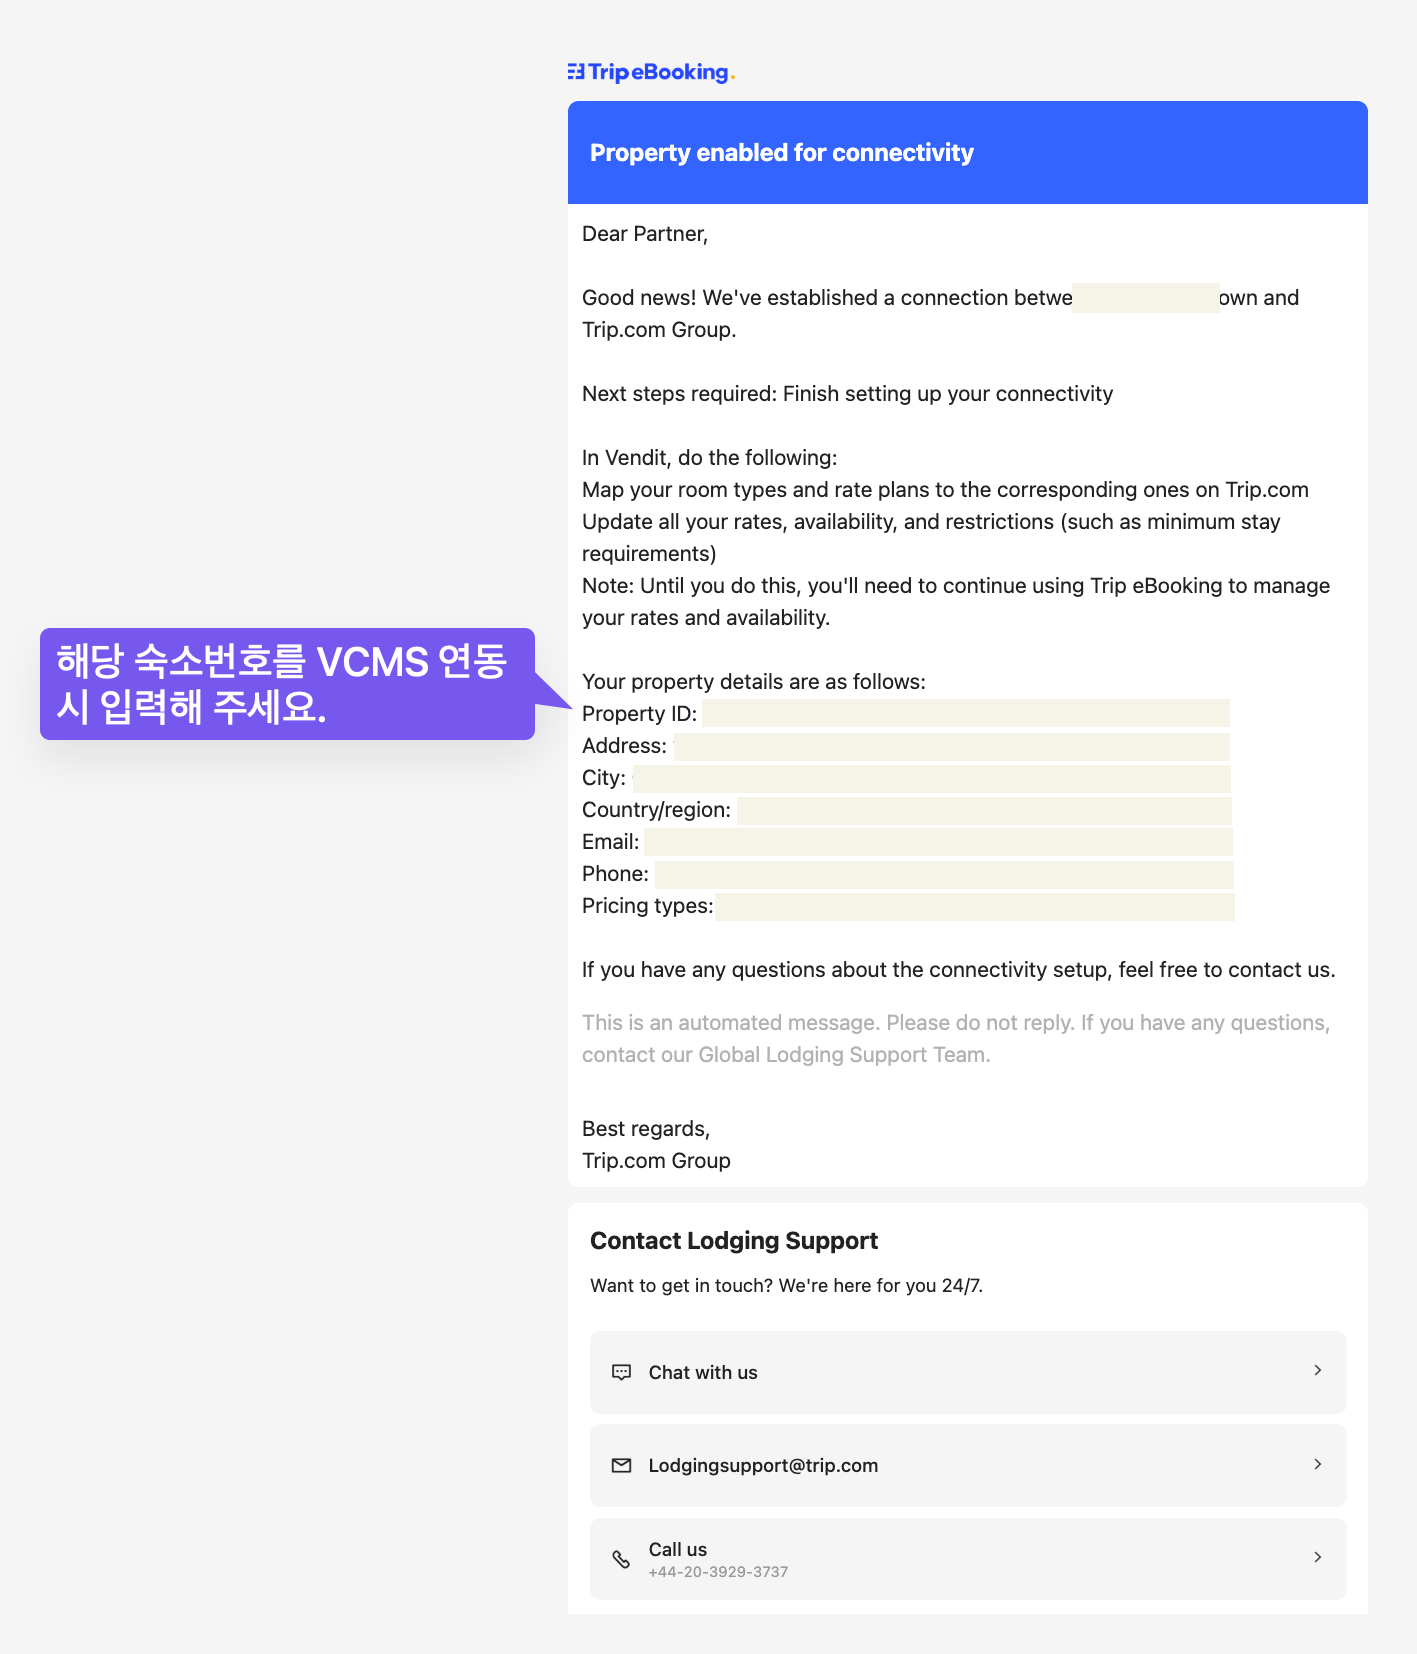 Trip eBooking.
Property enabled for connectivity
Dear Partner,
Good news! We've established a connection betwe own and
Trip.com Group.
Next steps required: Finish setting up your connectivity
In Vendit, do the following:
Map your room types and rate plans to the corresponding ones on Trip.com
Update all your rates, availability, and restrictions (such as minimum stay
requirements)
Note: Until you do this, you'll need to continue using Trip eBooking to manage
your rates and availability.
해당 숙소번호를 VCMS 연동
시 입력해 주세요.
Your property details are as follows:
Property ID:
Address:
City:
Country/region:
Email:
Phone:
Pricing types:
If you have any questions about the connectivity setup, feel free to contact us.
This is an automated message. Please do not reply. If you have any questions,
contact our Global Lodging Support Team.
Best regards,
Trip.com Group
Contact Lodging Support
Want to get in touch? We're here for you 24/7.
Chat with us
Lodgingsupport@trip.com
Call us
+44-20-3929-3737